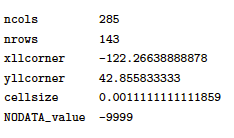 ncols 285
nrows 143
xllcorner -122.26638888878
yllcorner 42.855833333
cellsize 0.0011111111111859
NODATA_value -9999